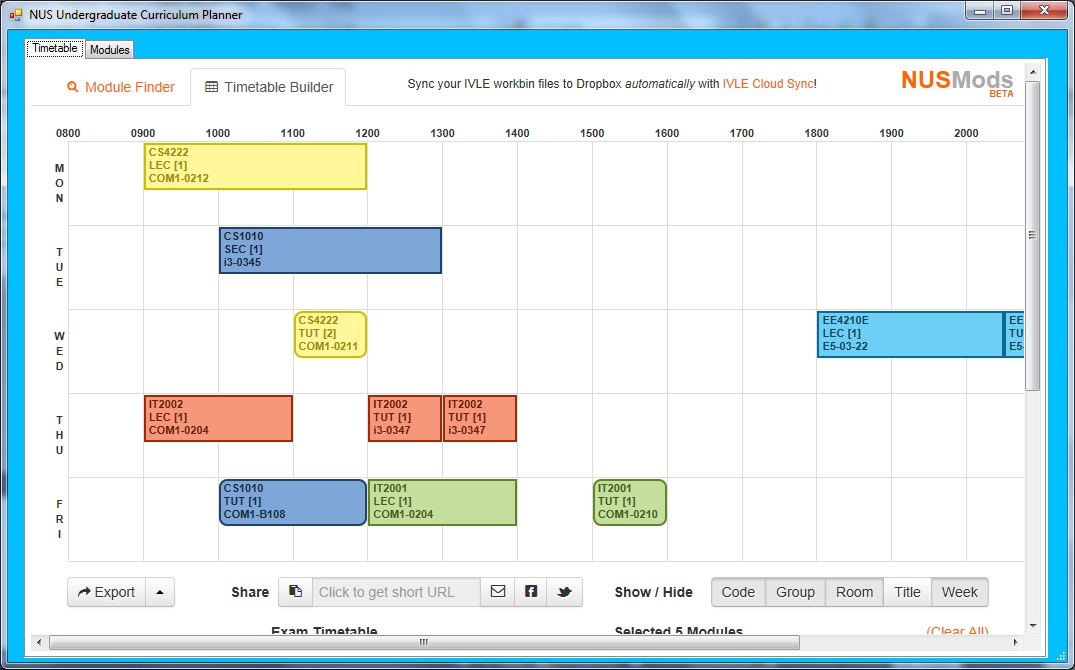 NUS Undergraduate Curriculum Planner
Timetable
Modules
Module Finder
Timetable Builder
Sync your IVLE workbin files to Dropbox automatically with IVLE Cloud Sync!
NUSMods
BETA
0800 0900 1000 1100 1200 1300 1400 1500 1600 1700 1800 1900 2000
MON
CS4222
LEC [1]
COM1-0212
TUE
CS1010
SEC [1]
i3-0345
WED
CS4222
TUT [2]
COM1-0211
EE4210E
LEC [1]
E5-03-22
EE
TU
E5-
THU
IT2002
LEC [1]
COM1-0204
IT2002
TUT [1]
i3-0347
IT2002
TUT [1]
i3-0347
FRI
CS1010
TUT [1]
COM1-B108
IT2001
LEC [1]
COM1-0204
IT2001
TUT [1]
COM1-0210
Export
Share
Click to get short URL
Show / Hide
Code Group Room Title Week
Exam Timetable
Selected 5 Modules
(Clear All)